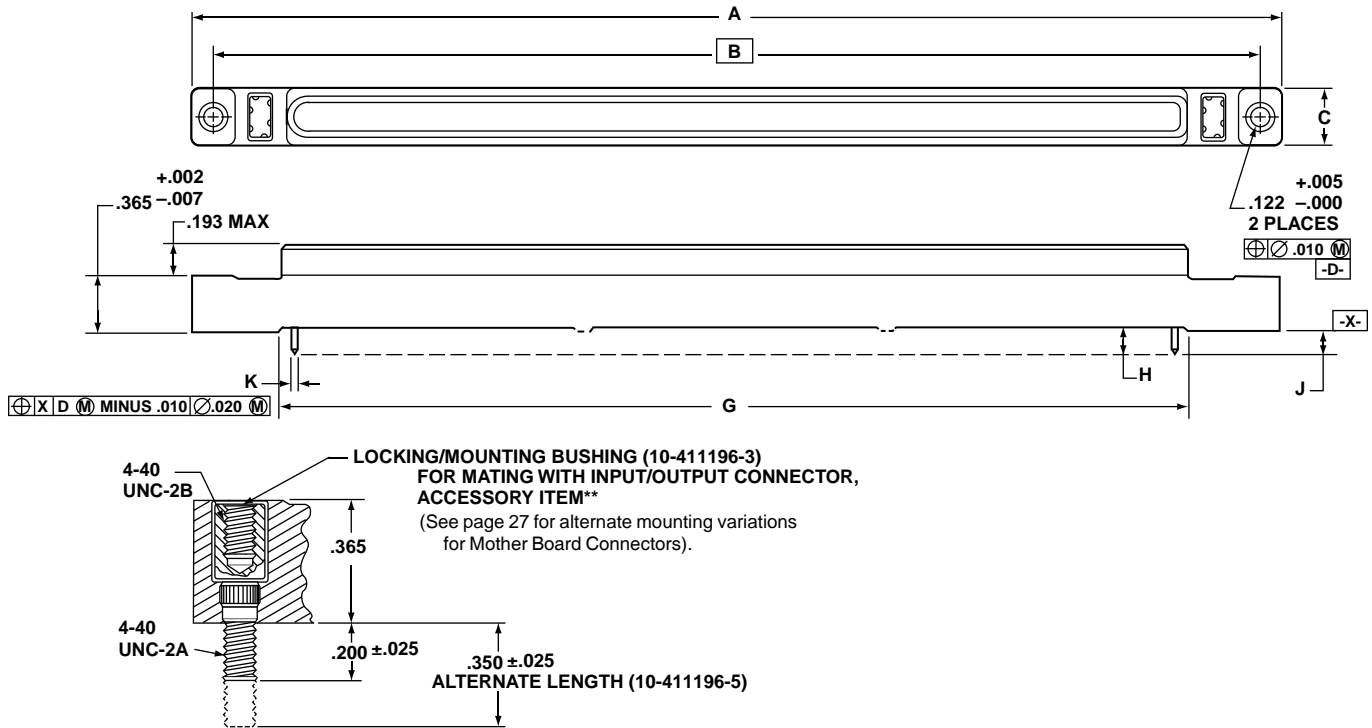 A
B
C
+.002
.365 –.007
.193 MAX
+.005
.122 –.000
2 PLACES
⌖ ∅ .010 Ⓜ
-D-
-X-
K
H
J
⌖ X D Ⓜ MINUS .010 ∅.020 Ⓜ
G
LOCKING/MOUNTING BUSHING (10-411196-3)
FOR MATING WITH INPUT/OUTPUT CONNECTOR,
ACCESSORY ITEM**
(See page 27 for alternate mounting variations
for Mother Board Connectors).
4-40
UNC-2B
.365
4-40
UNC-2A
.200 ±.025
.350 ±.025
ALTERNATE LENGTH (10-411196-5)